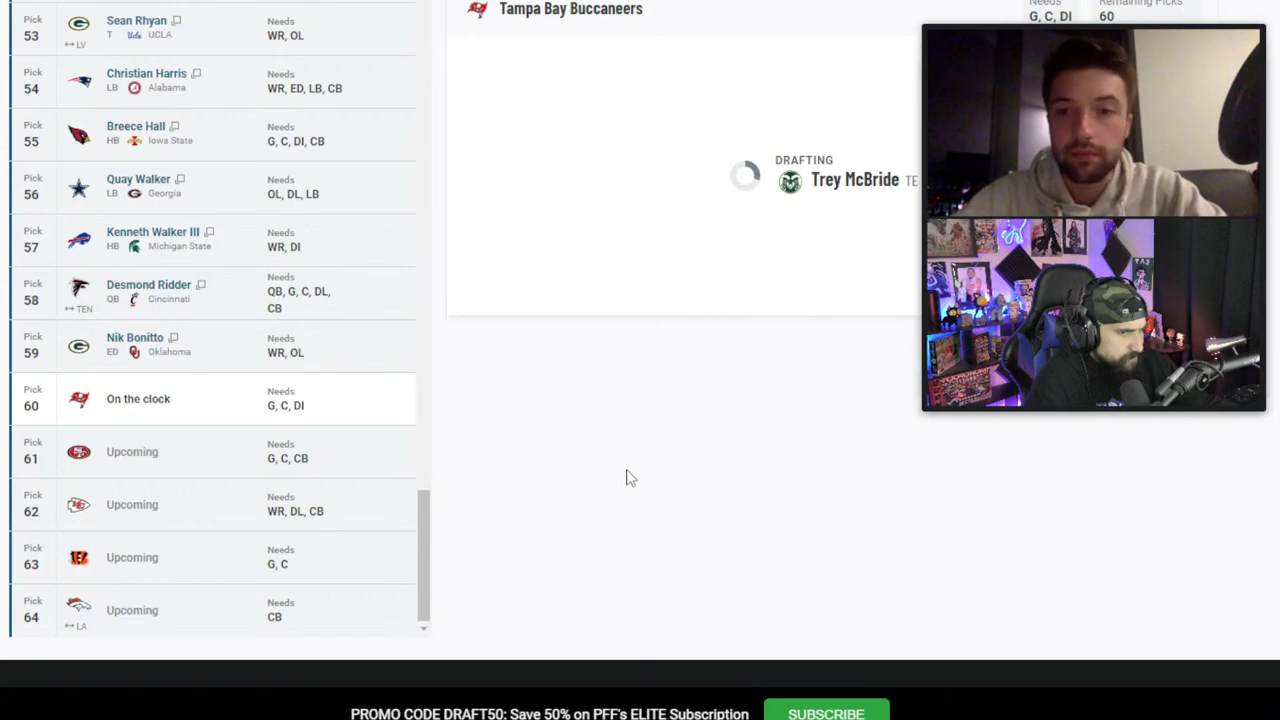 Pick
53
LV
Sean Rhyan
T UCLA
Needs
WR, OL
Pick
54
Christian Harris
LB Alabama
Needs
WR, ED, LB, CB
Pick
55
Breece Hall
HB Iowa State
Needs
G, C, DI, CB
Pick
56
Quay Walker
LB Georgia
Needs
OL, DL, LB
Pick
57
Kenneth Walker III
HB Michigan State
Needs
WR, DI
Pick
58
TEN
Desmond Ridder
QB Cincinnati
Needs
QB, G, C, DL,
CB
Pick
59
Nik Bonitto
ED Oklahoma
Needs
WR, OL
Pick
60
On the clock
Needs
G, C, DI
Pick
61
Upcoming
Needs
G, C, CB
Pick
62
Upcoming
Needs
WR, DL, CB
Pick
63
Upcoming
Needs
G, C
Pick
64
LA
Upcoming
Needs
CB
Tampa Bay Buccaneers
Needs
G, C, DI
Remaining Picks
60
DRAFTING
Trey McBride TE
PROMO CODE DRAFT50: Save 50% on PFF's ELITE Subscription
SUBSCRIBE